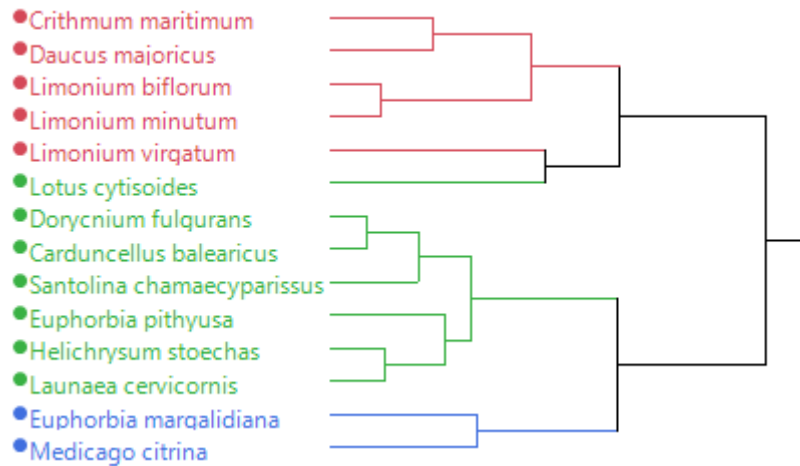 Crithmum maritimum
Daucus majoricus
Limonium biflorum
Limonium minutum
Limonium virgatum
Lotus cytisoides
Dorycnium fulgurans
Carduncellus balearicus
Santolina chamaecyparissus
Euphorbia pithyusa
Helichrysum stoechas
Launaea cervicornis
Euphorbia margalidiana
Medicago citrina